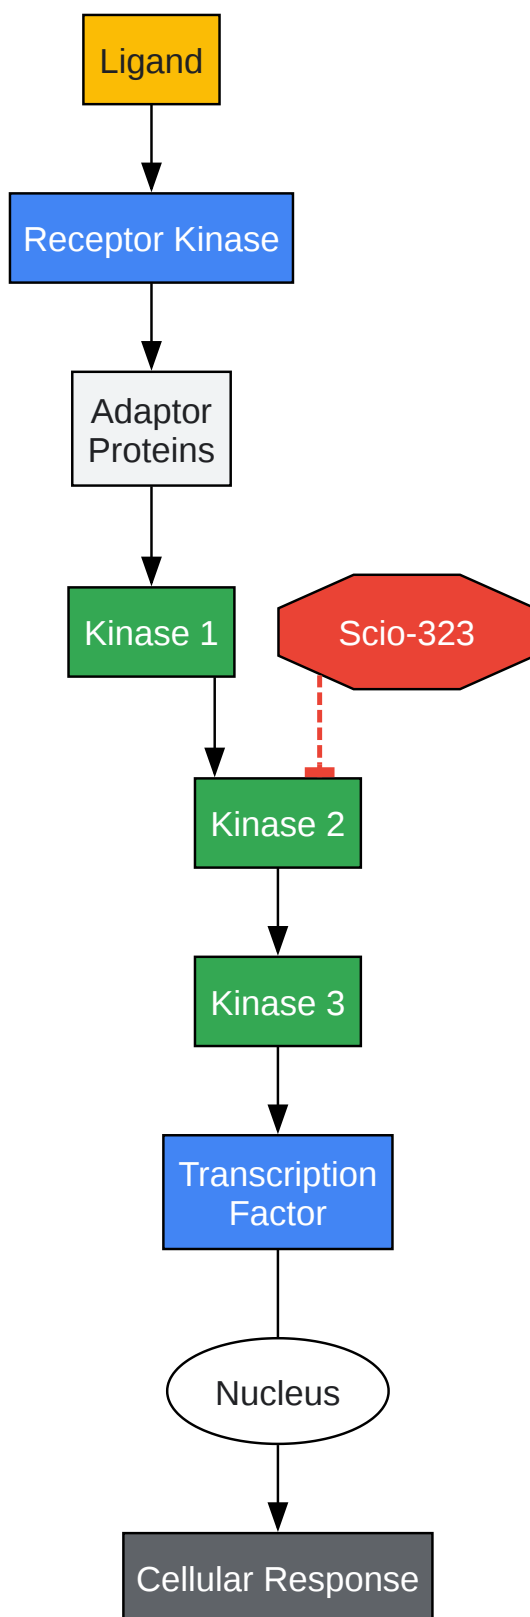 Ligand
Receptor Kinase
Adaptor
Proteins
Kinase 1
Scio-323
Kinase 2
Kinase 3
Transcription
Factor
Nucleus
Cellular Response